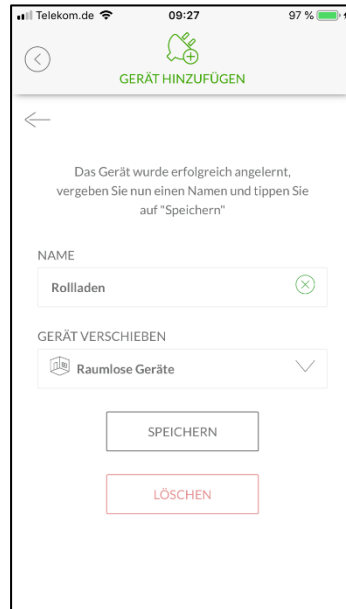 Telekom.de 09:27 97 %
GERÄT HINZUFÜGEN
Das Gerät wurde erfolgreich angelernt,
vergeben Sie nun einen Namen und tippen Sie
auf "Speichern"
NAME
Rollladen
GERÄT VERSCHIEBEN
Raumlose Geräte
SPEICHERN
LÖSCHEN